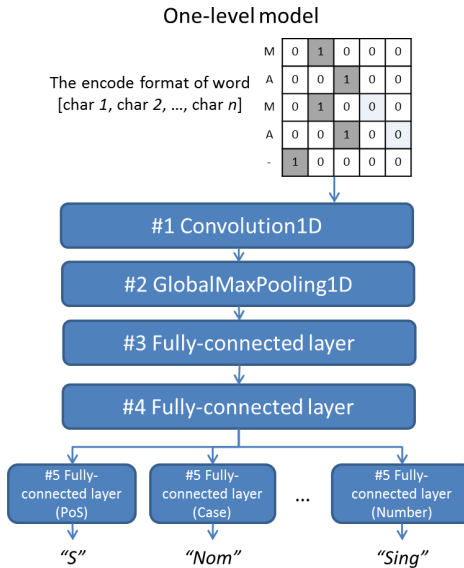 One-level model
The encode format of word
[char 1, char 2, ..., char n]
M 0 1 0 0 0
A 0 0 1 0 0
M 0 1 0 0 0
A 0 0 1 0 0
- 1 0 0 0 0
#1 Convolution1D
#2 GlobalMaxPooling1D
#3 Fully-connected layer
#4 Fully-connected layer
#5 Fully-
connected layer
(PoS)
#5 Fully-
connected layer
(Case)
...
#5 Fully-
connected layer
(Number)
“S”
“Nom”
“Sing”